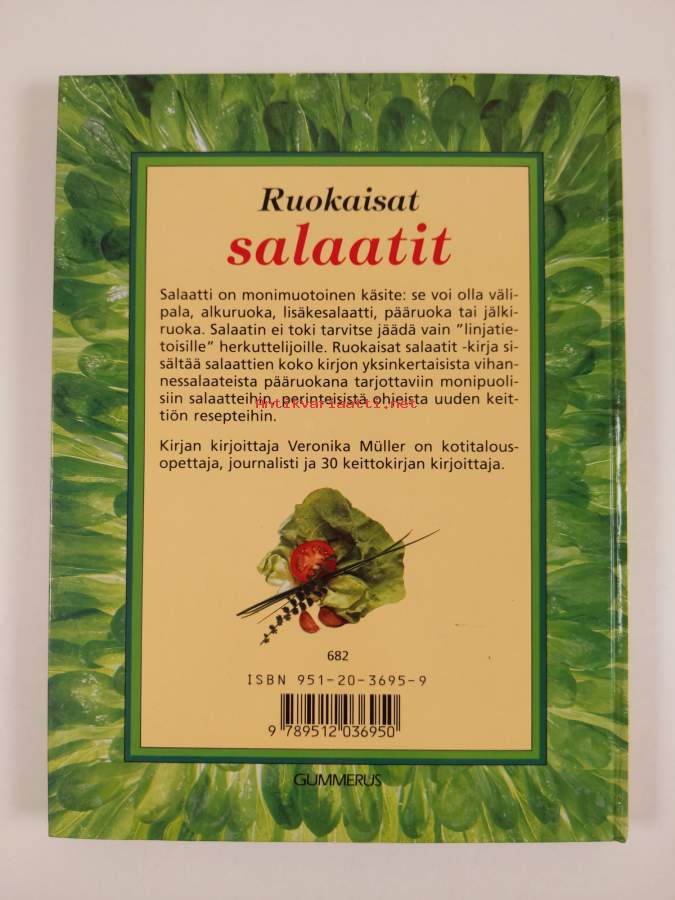 Ruokaisat
salaatit
Salaatti on monimuotoinen käsite: se voi olla väli-
pala, alkuruoka, lisäkesalaatti, pääruoka tai jälki-
ruoka. Salaatin ei toki tarvitse jäädä vain ”linjatie-
toisille” herkuttelijoille. Ruokaisat salaatit -kirja si-
sältää salaattien koko kirjon yksinkertaisista vihan-
nessalaateista pääruokana tarjottaviin monipuoli-
siin salaatteihin, perinteisistä ohjeista uuden keit-
Antikvariaatti.net
tiön resepteihin.
Kirjan kirjoittaja Veronika Müller on kotitalous-
opettaja, journalisti ja 30 keittokirjan kirjoittaja.
682
ISBN 951-20-3695-9
9 789512 036950
GUMMERUS